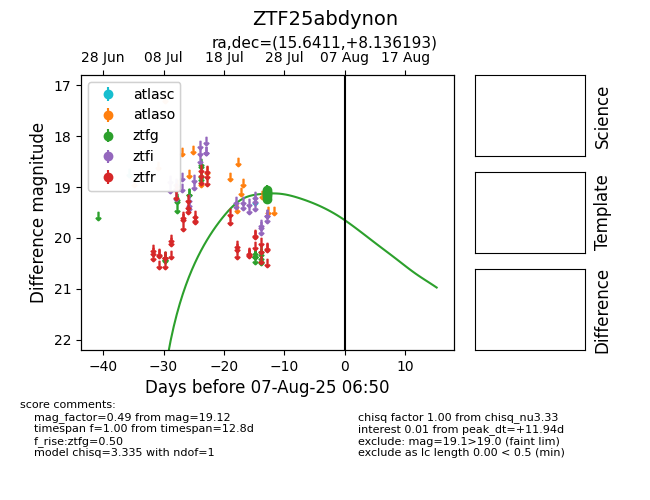 ZTF25abdynon
ra,dec=(15.6411,+8.136193)
28 Jun 08 Jul 18 Jul 28 Jul 07 Aug 17 Aug
17
18
19
20
21
22
Difference magnitude
atlasc
atlaso
ztfg
ztfi
ztfr
−40 −30 −20 −10 0 10
Days before 07-Aug-25 06:50
Science
Template
Difference
score comments:
mag_factor=0.49 from mag=19.12
timespan f=1.00 from timespan=12.8d
f_rise:ztfg=0.50
model chisq=3.335 with ndof=1
chisq factor 1.00 from chisq_nu3.33
interest 0.01 from peak_dt=+11.94d
exclude: mag=19.1>19.0 (faint lim)
exclude as lc length 0.00 < 0.5 (min)